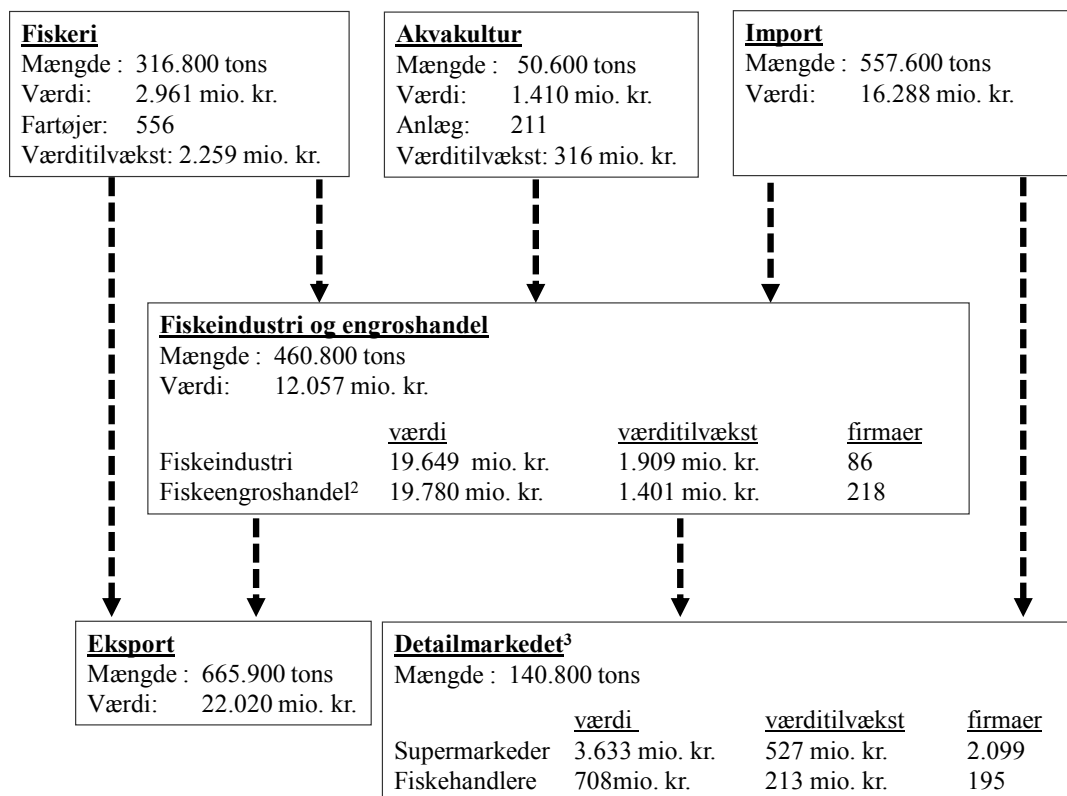 Fiskeri
Mængde : 316.800 tons
Værdi: 2.961 mio. kr.
Fartøjer: 556
Værditilvækst: 2.259 mio. kr.
Akvakultur
Mængde : 50.600 tons
Værdi: 1.410 mio. kr.
Anlæg: 211
Værditilvækst: 316 mio. kr.
Import
Mængde : 557.600 tons
Værdi: 16.288 mio. kr.
Fiskeindustri og engroshandel
Mængde : 460.800 tons
Værdi: 12.057 mio. kr.
værdi værditilvækst firmaer
Fiskeindustri 19.649 mio. kr. 1.909 mio. kr. 86
Fiskeengroshandel² 19.780 mio. kr. 1.401 mio. kr. 218
Eksport
Mængde : 665.900 tons
Værdi: 22.020 mio. kr.
Detailmarkedet³
Mængde : 140.800 tons
værdi værditilvækst firmaer
Supermarkeder 3.633 mio. kr. 527 mio. kr. 2.099
Fiskehandlere 708mio. kr. 213 mio. kr. 195